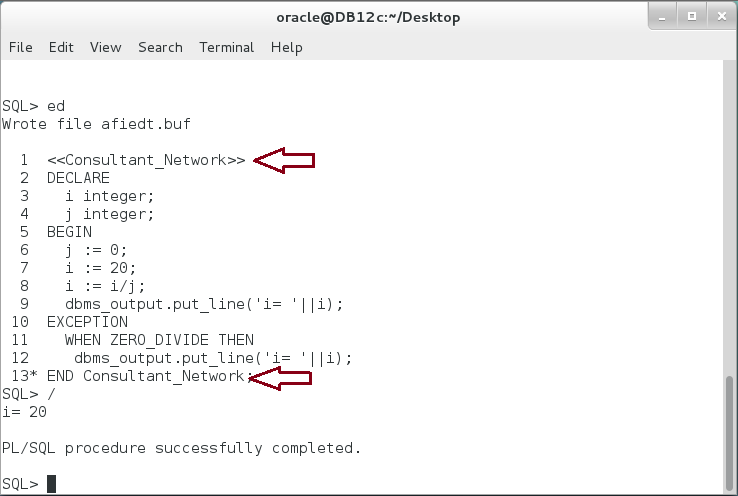 oracle@DB12c:~/Desktop
File Edit View Search Terminal Help
SQL> ed
Wrote file afiedt.buf
  1  <<Consultant_Network>>
  2  DECLARE
  3    i integer;
  4    j integer;
  5  BEGIN
  6    j := 0;
  7    i := 20;
  8    i := i/j;
  9    dbms_output.put_line('i= '||i);
 10  EXCEPTION
 11    WHEN ZERO_DIVIDE THEN
 12     dbms_output.put_line('i= '||i);
 13* END Consultant_Network;
SQL> /
i= 20
PL/SQL procedure successfully completed.
SQL>